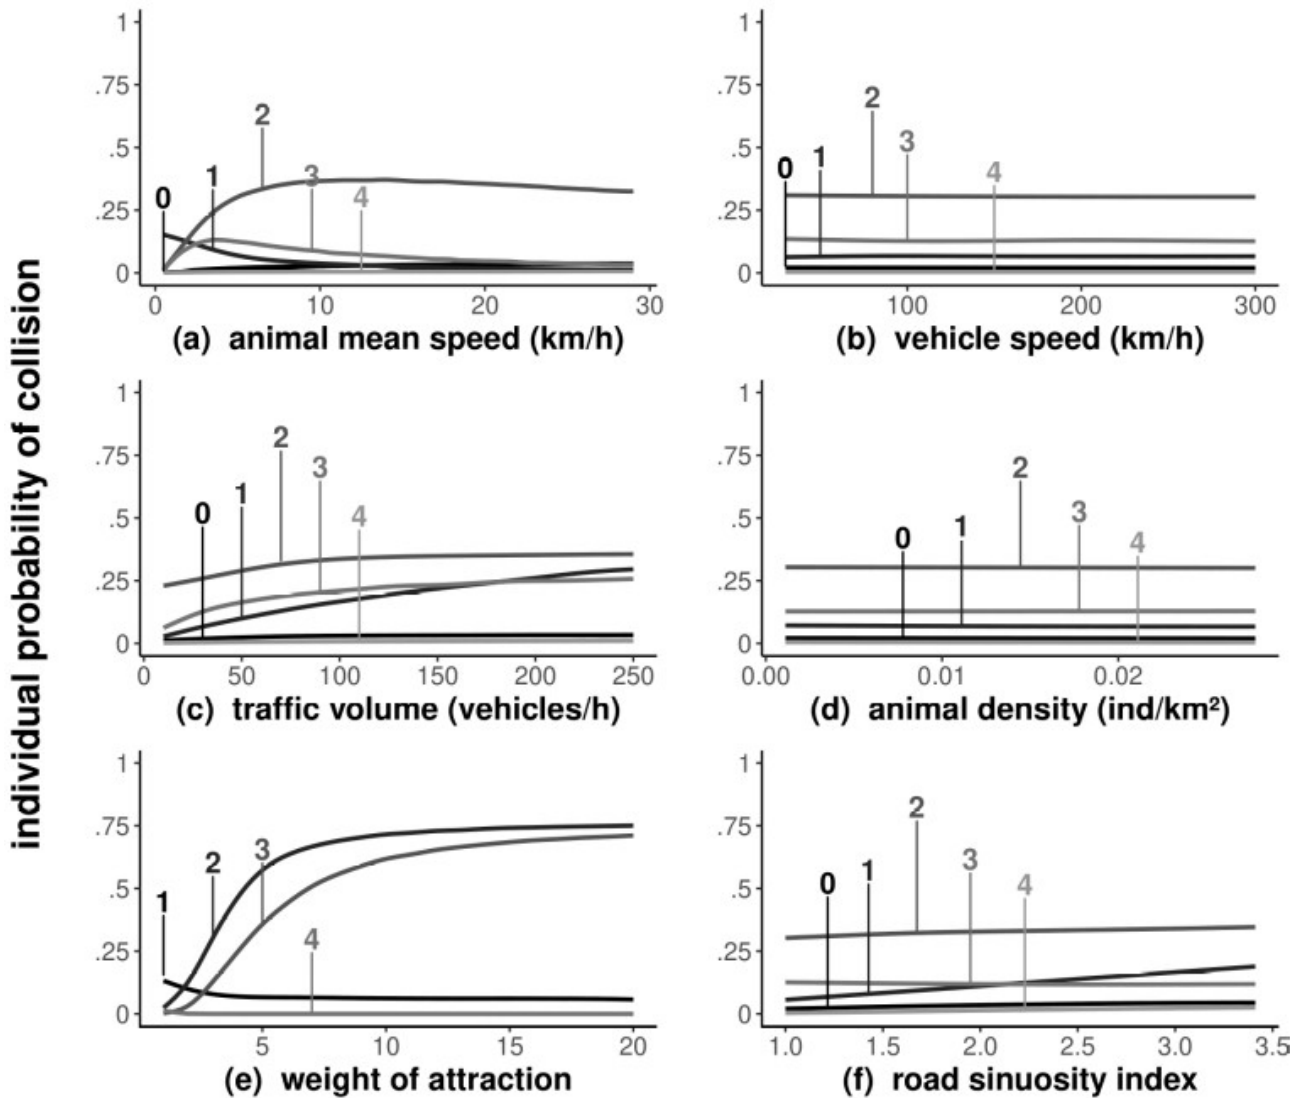 individual probability of collision
1
.75
.5
.25
0
0 1 2 3 4
0 10 20 30
(a) animal mean speed (km/h)
1
.75
.5
.25
0
0 1 2 3 4
100 200 300
(b) vehicle speed (km/h)
1
.75
.5
.25
0
0 1 2 3 4
0 50 100 150 200 250
(c) traffic volume (vehicles/h)
1
.75
.5
.25
0
0 1 2 3 4
0.00 0.01 0.02
(d) animal density (ind/km²)
1
.75
.5
.25
0
1 2 3 4
5 10 15 20
(e) weight of attraction
1
.75
.5
.25
0
0 1 2 3 4
1.0 1.5 2.0 2.5 3.0 3.5
(f) road sinuosity index